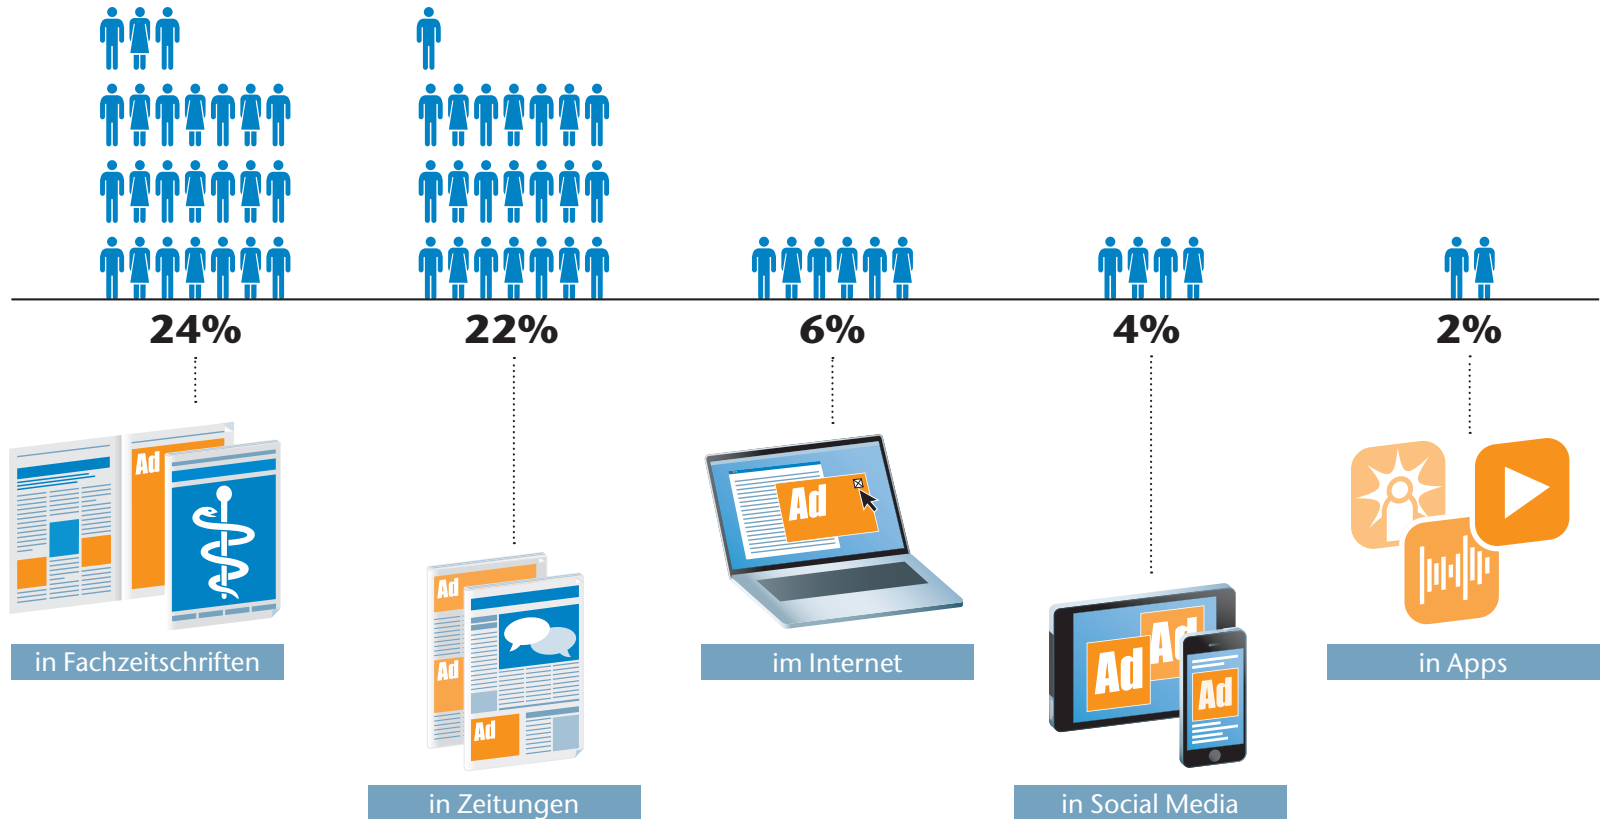 24%
22%
6%
4%
2%
Ad
Ad
Ad
Ad
Ad
Ad
Ad
Ad
in Fachzeitschriften
im Internet
in Apps
Ad
in Zeitungen
in Social Media